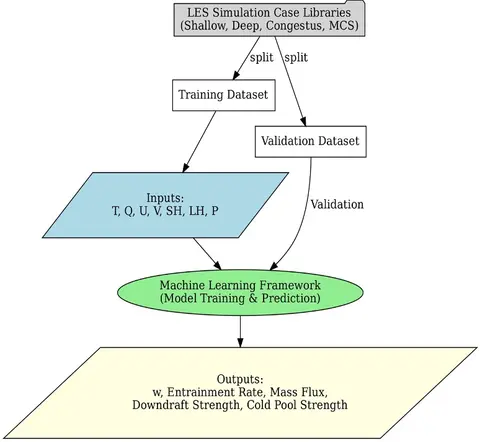 LES Simulation Case Libraries
(Shallow, Deep, Congestus, MCS)
split
split
Training Dataset
Validation Dataset
Inputs:
T, Q, U, V, SH, LH, P
Validation
Machine Learning Framework
(Model Training & Prediction)
Outputs:
w, Entrainment Rate, Mass Flux,
Downdraft Strength, Cold Pool Strength